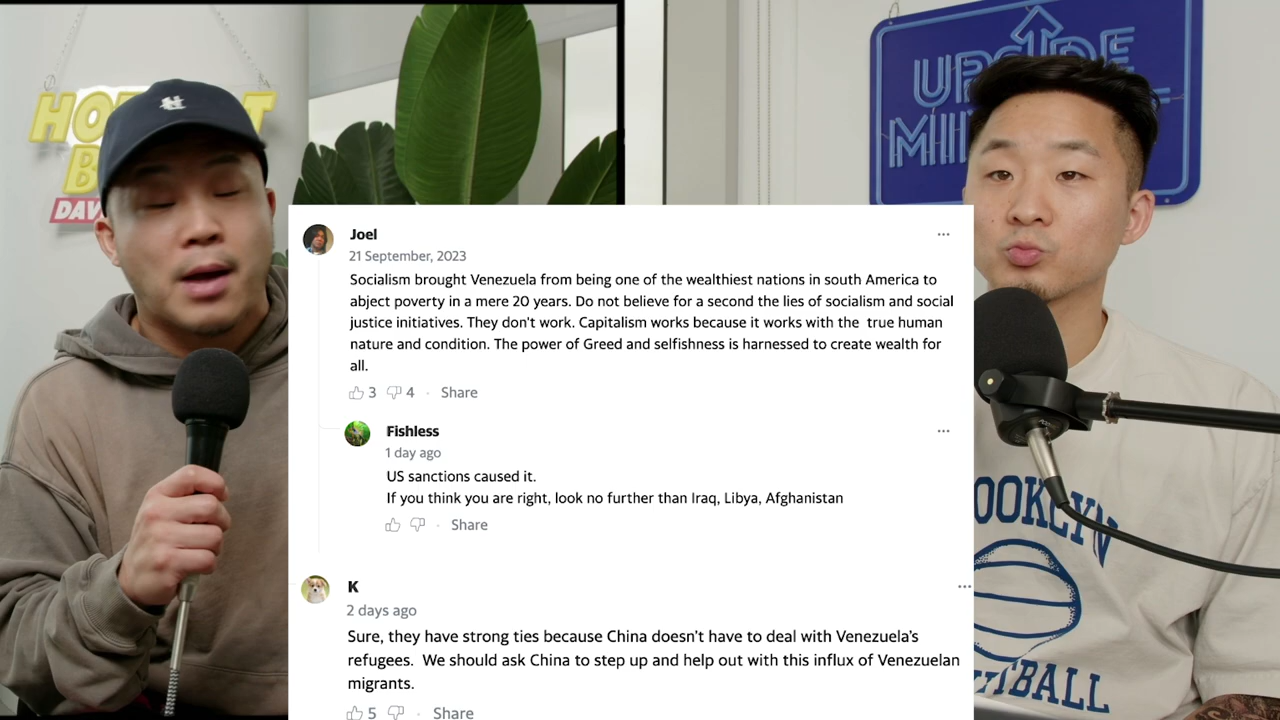 Joel
21 September, 2023
Socialism brought Venezuela from being one of the wealthiest nations in south America to
abject poverty in a mere 20 years. Do not believe for a second the lies of socialism and social
justice initiatives. They don't work. Capitalism works because it works with the true human
nature and condition. The power of Greed and selfishness is harnessed to create wealth for
all.
3 4 · Share
Fishless
1 day ago
US sanctions caused it.
If you think you are right, look no further than Iraq, Libya, Afghanistan
· Share
K
2 days ago
Sure, they have strong ties because China doesn't have to deal with Venezuela's
refugees. We should ask China to step up and help out with this influx of Venezuelan
migrants.
5 · Share